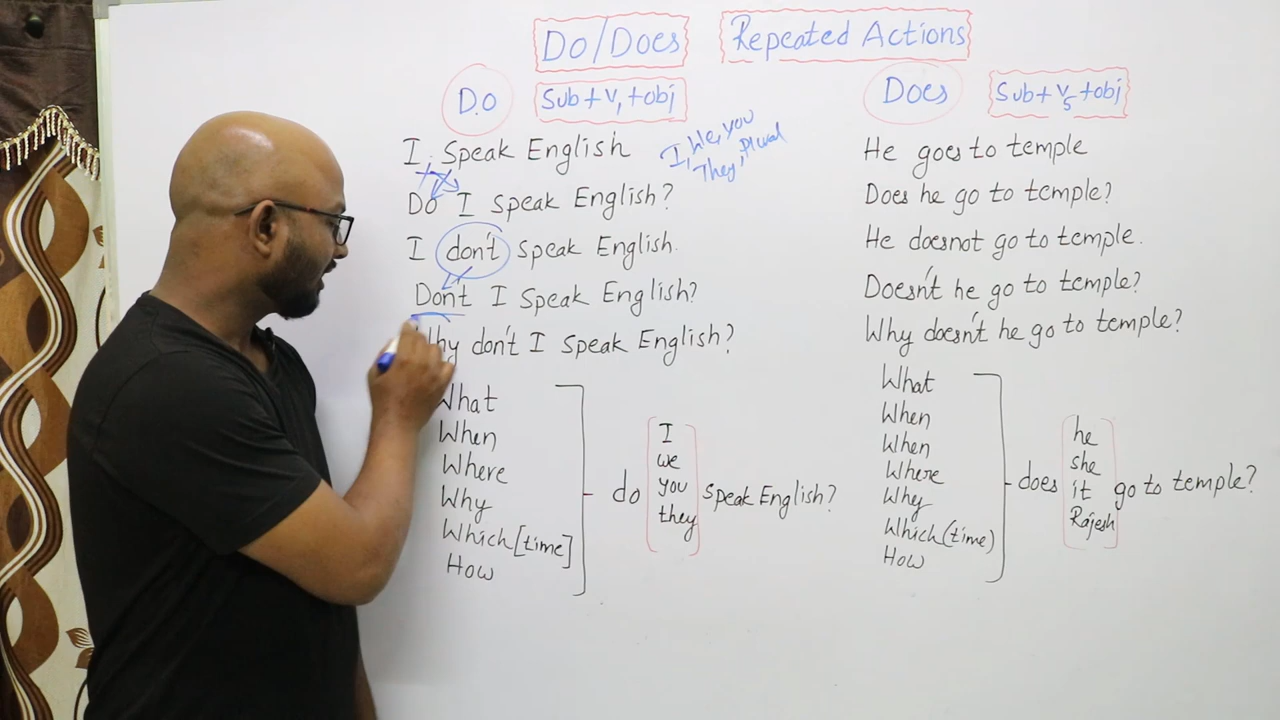 Do/Does
Repeated Actions
Do
Sub + V1 + obj
I Speak English
I, We, you
They, Plural
Do I speak English?
I don't speak English.
Don't I speak English?
Why don't I speak English?
What
When
Where
Why
Which [time]
How
do
I
we
you
they
speak English?
Does
Sub + V5 + obj
He goes to temple
Does he go to temple?
He doesnot go to temple.
Doesn't he go to temple?
Why doesn't he go to temple?
What
When
When
Where
Why
Which (time)
How
does
he
she
it
Rajesh
go to temple?